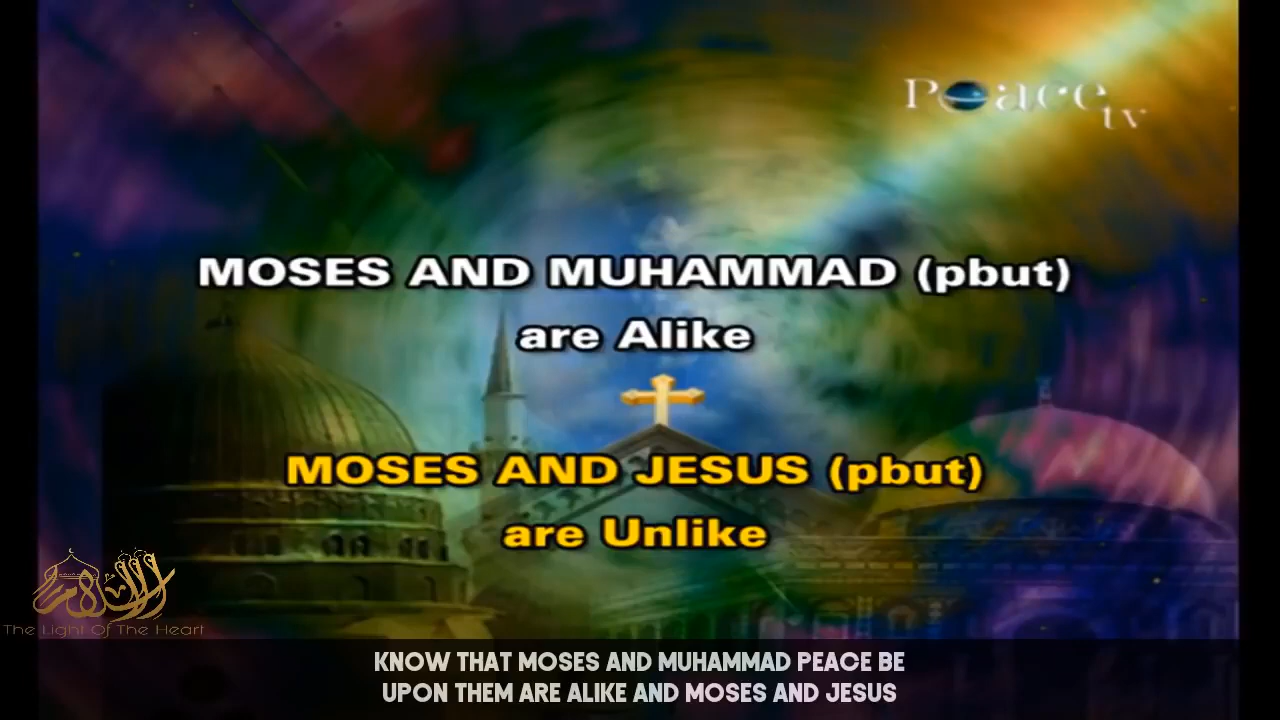 Peace
tv
MOSES AND MUHAMMAD (pbut)
are Alike
MOSES AND JESUS (pbut)
are Unlike
The Light Of The Heart
KNOW THAT MOSES AND MUHAMMAD PEACE BE
UPON THEM ARE ALIKE AND MOSES AND JESUS